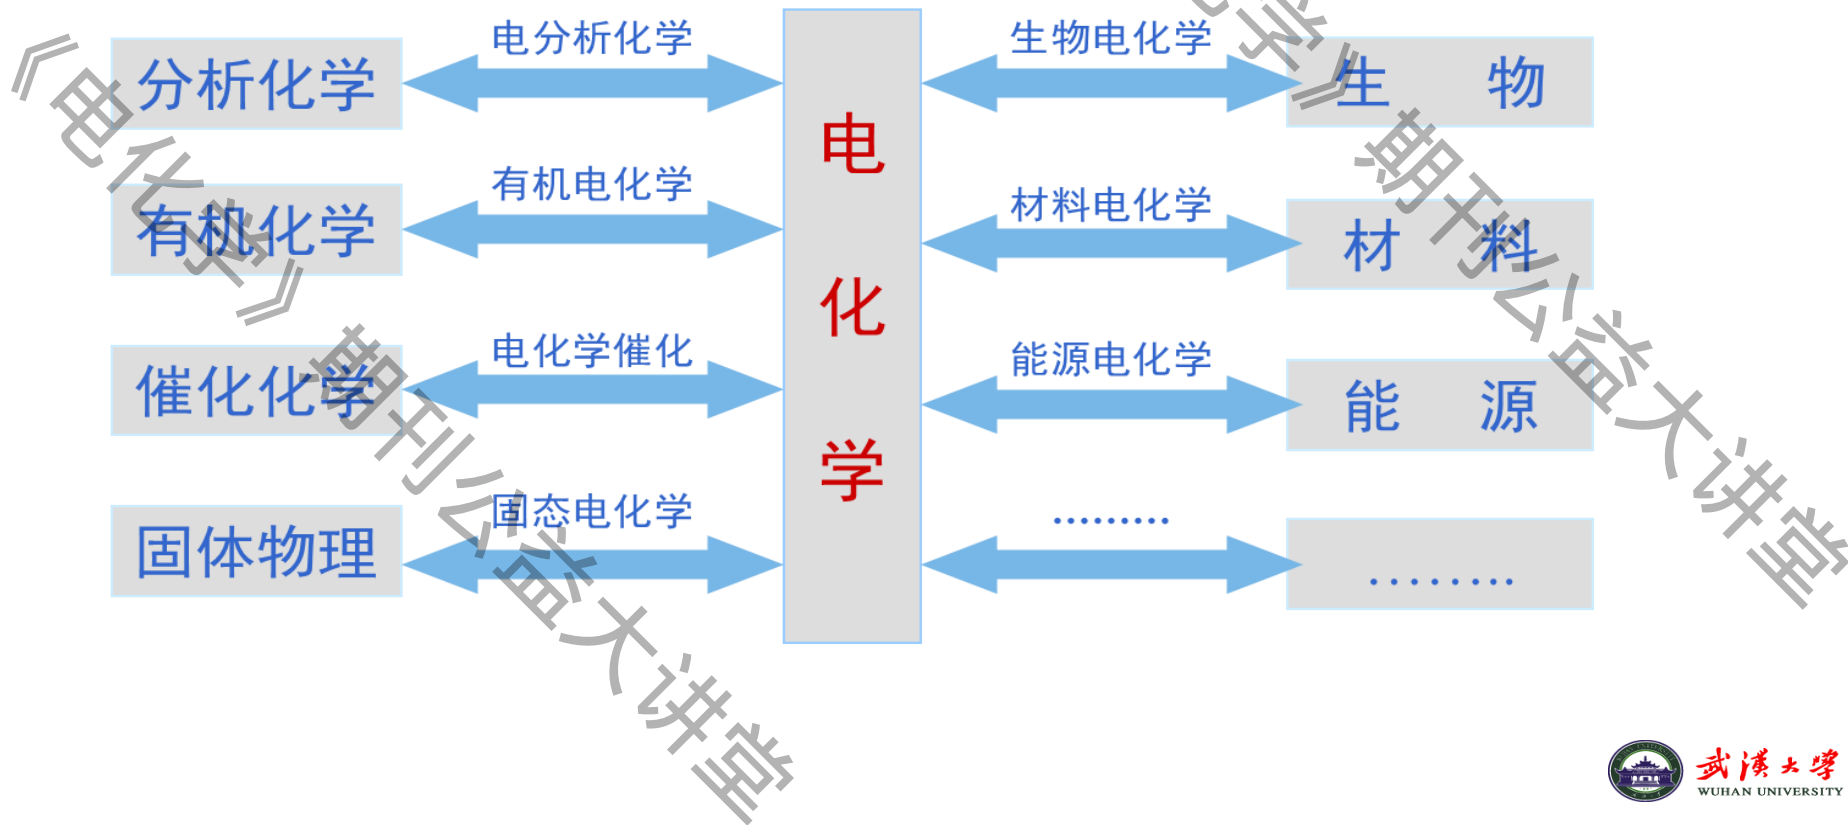 电分析化学
生物电化学
分析化学
生 物
有机电化学
材料电化学
有机化学
材 料
电化学
电化学催化
能源电化学
催化化学
能 源
固态电化学
.........
固体物理
........
《电化学》期刊公益大讲堂
化学》期刊公益大讲堂
武漢大學
WUHAN UNIVERSITY